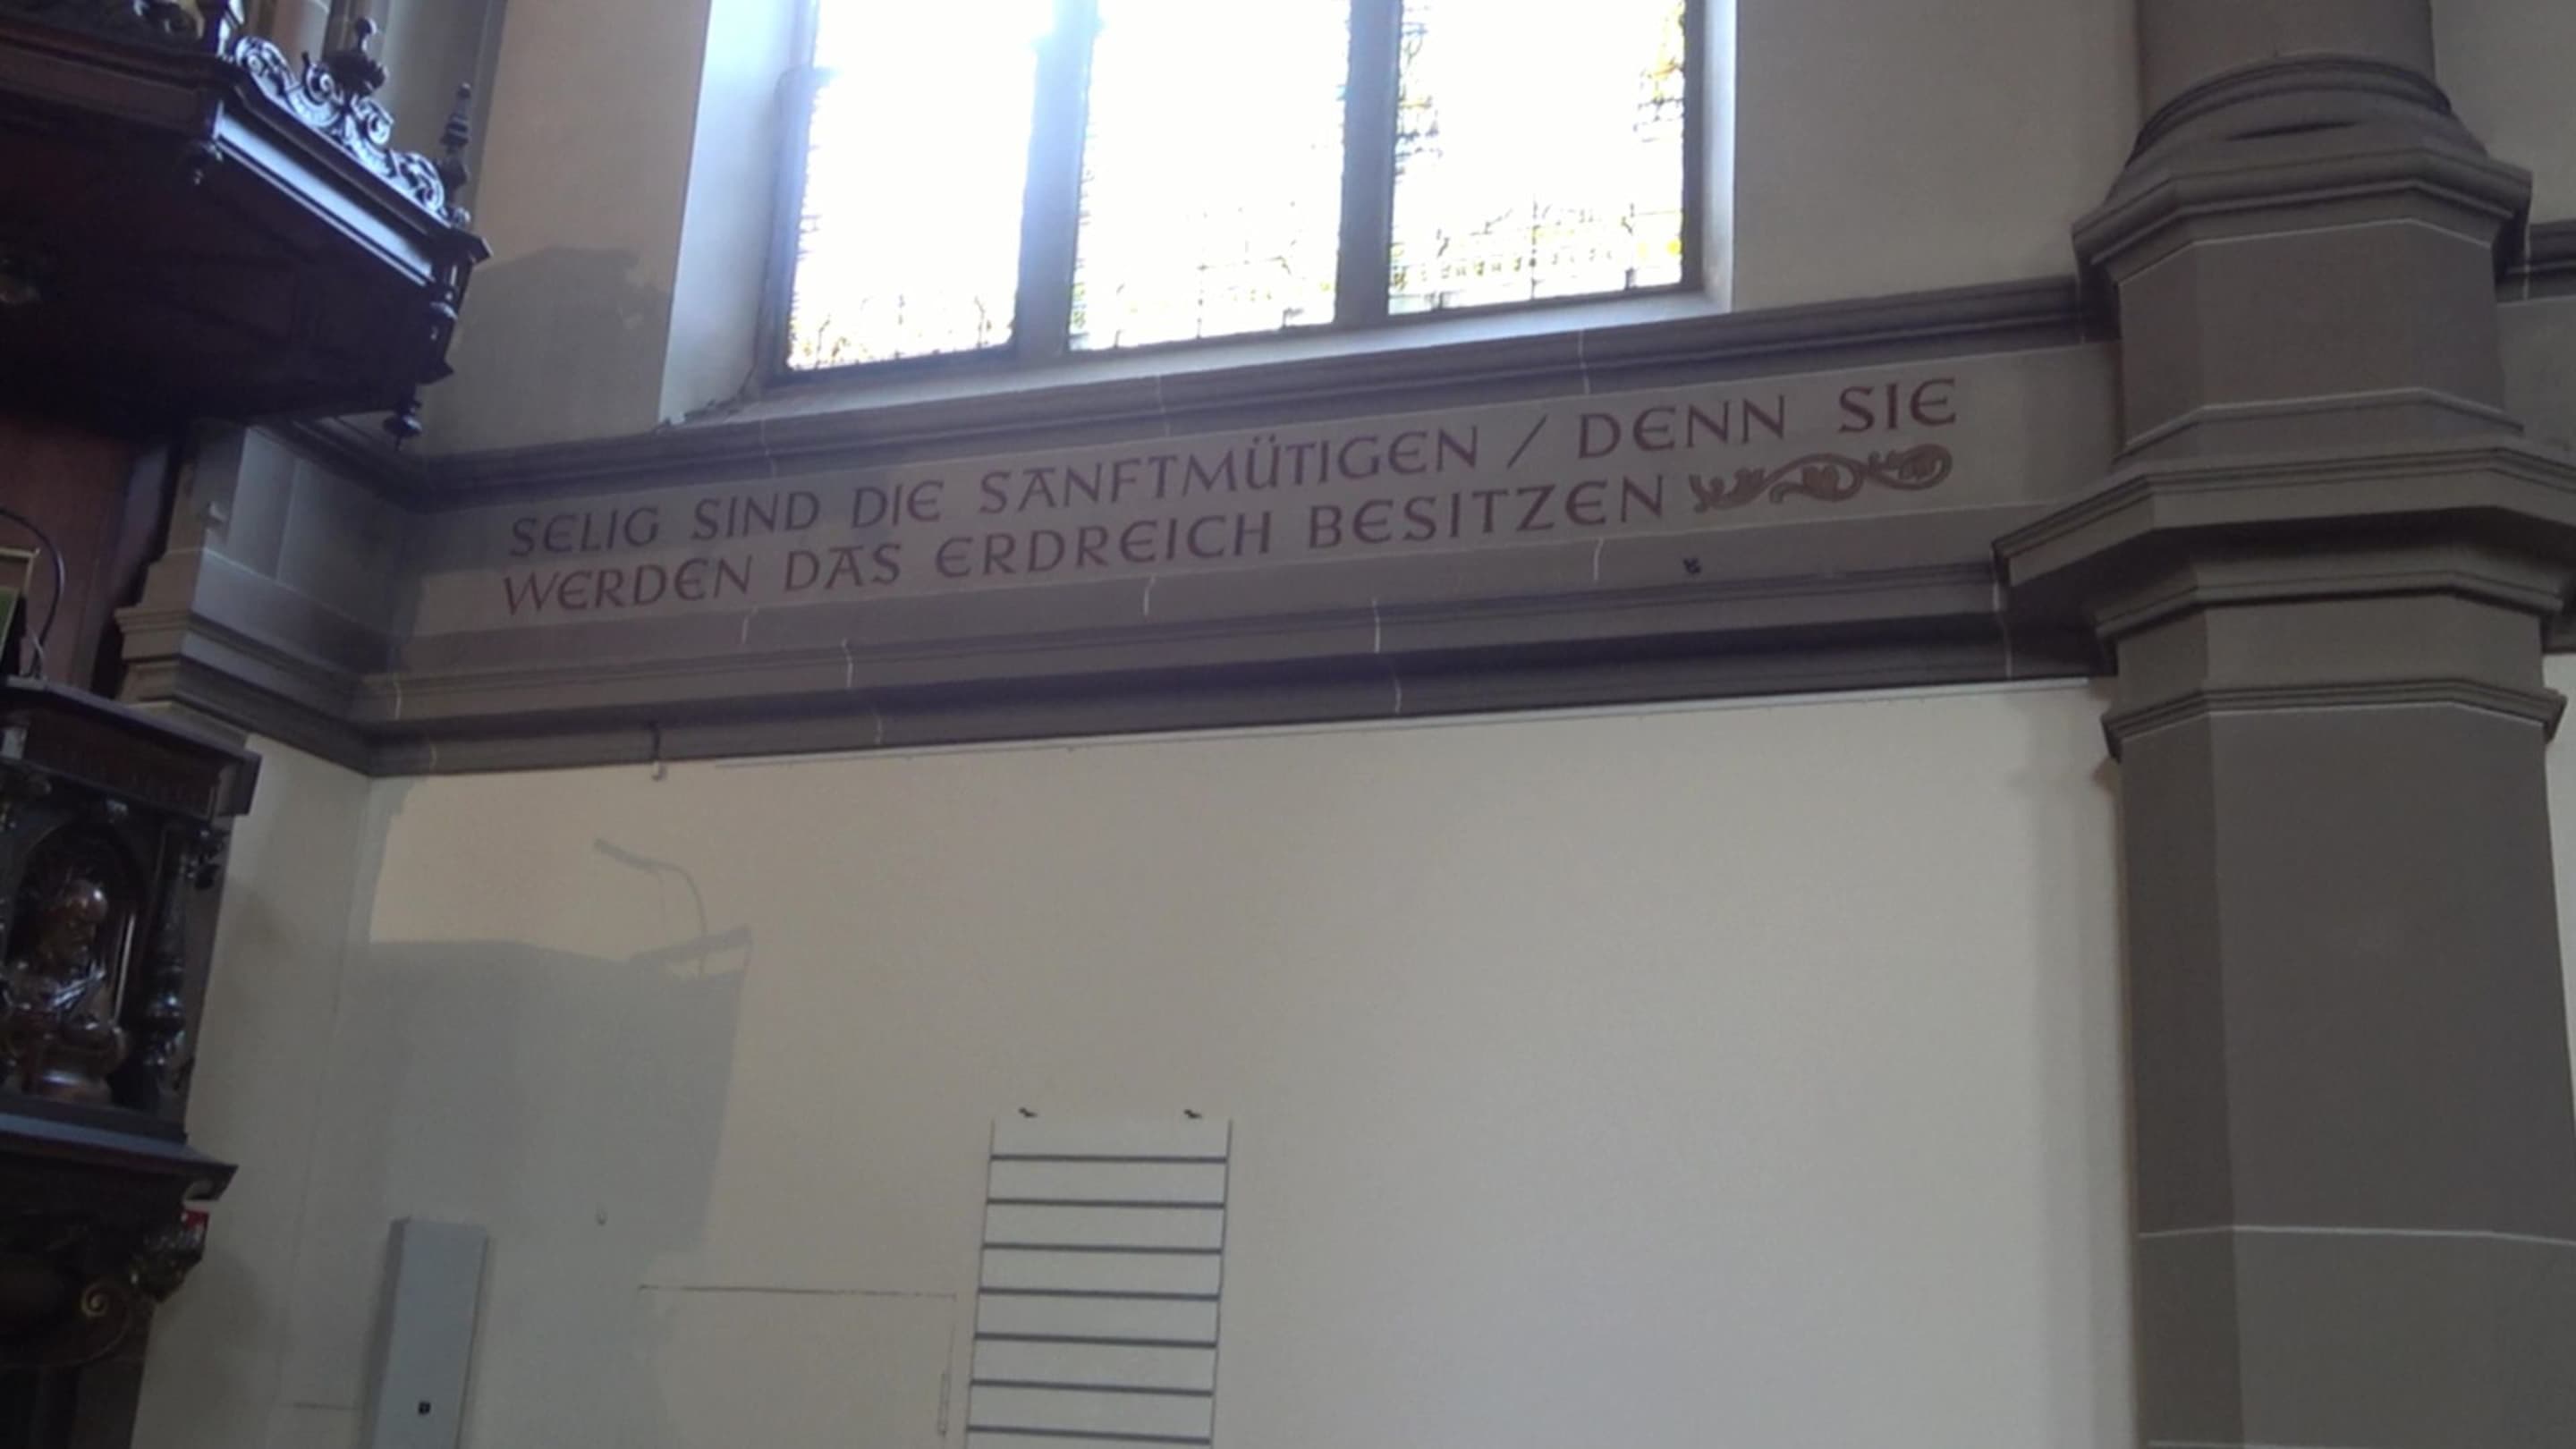 SELIG SIND DIE SANFTMÜTIGEN / DENN SIE
WERDEN DAS ERDREICH BESITZEN